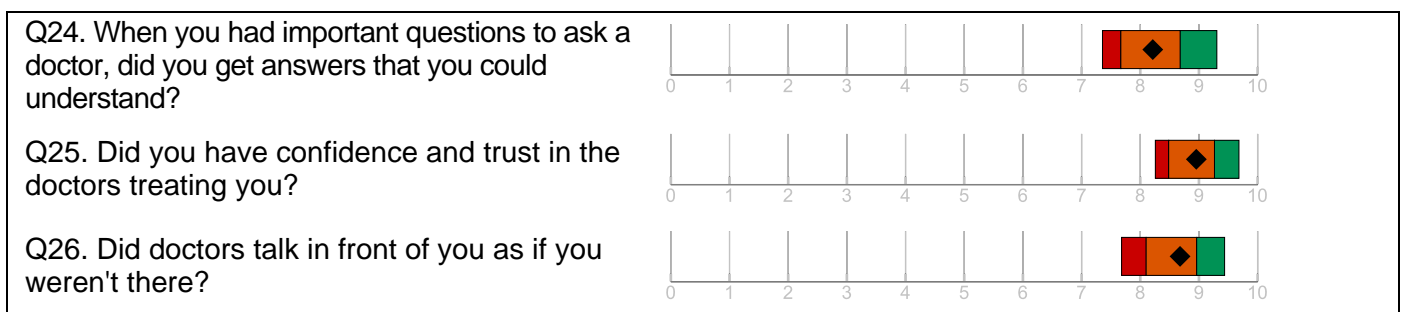 Q24. When you had important questions to ask a
doctor, did you get answers that you could
understand?
0 1 2 3 4 5 6 7 8 9 10
Q25. Did you have confidence and trust in the
doctors treating you?
0 1 2 3 4 5 6 7 8 9 10
Q26. Did doctors talk in front of you as if you
weren't there?
0 1 2 3 4 5 6 7 8 9 10